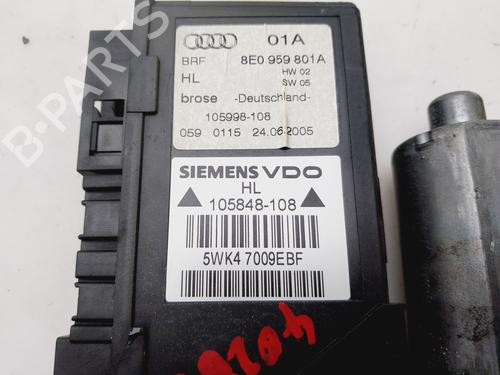 01A
BRF 8E0 959 801A
HL HW 02
SW 05
brose -Deutschland-
105998-108
059 0115 24.06.2005
SIEMENS VDO
HL
105848-108
5WK4 7009EBF